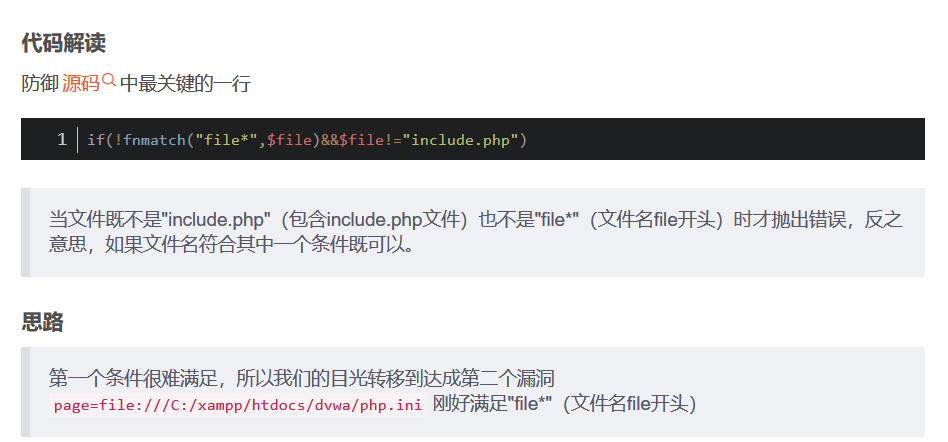 代码解读
防御 源码 中最关键的一行
1 if(!fnmatch("file*",$file)&&$file!="include.php")
当文件既不是"include.php"（包含include.php文件）也不是"file*"（文件名file开头）时才抛出错误，反之
意思，如果文件名符合其中一个条件既可以。
思路
第一个条件很难满足，所以我们的目光转移到达成第二个漏洞
page=file:///C:/xampp/htdocs/dvwa/php.ini 刚好满足"file*"（文件名file开头）